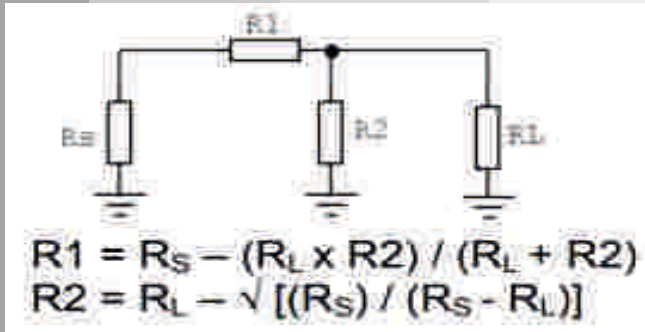 R1
Rs
R2
RL
R1 = RS – (RL x R2) / (RL + R2)
R2 = RL – √ [(RS) / (RS - RL)]